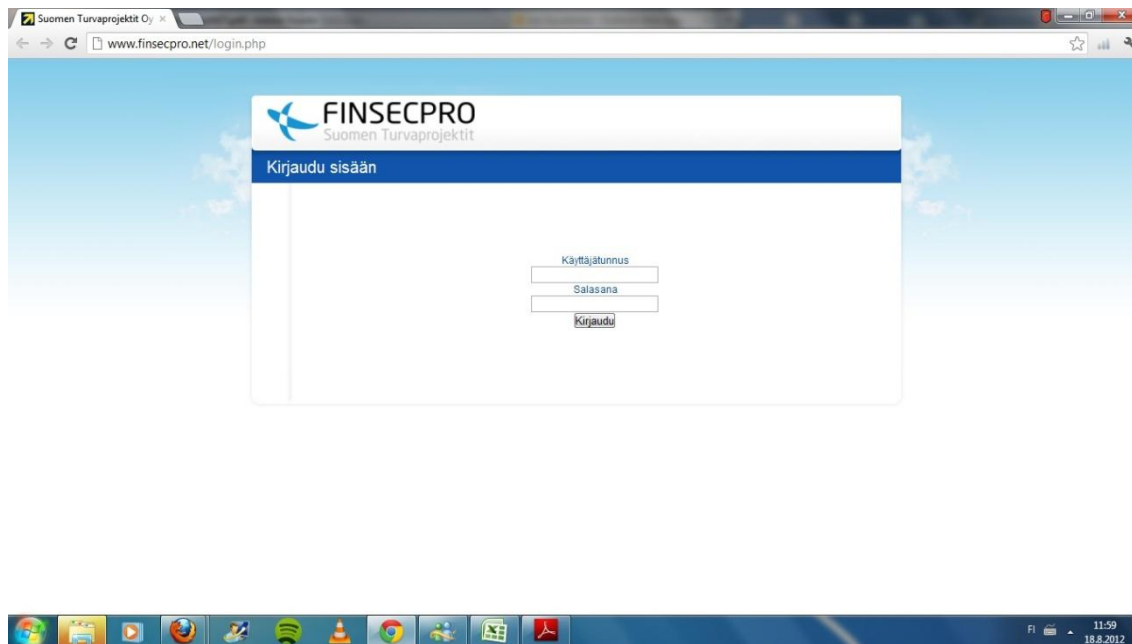 Suomen Turvaprojektit Oy
www.finsecpro.net/login.php
FINSECPRO
Suomen Turvaprojektit
Kirjaudu sisään
Käyttäjätunnus
Salasana
Kirjaudu
FI
11:59
18.8.2012